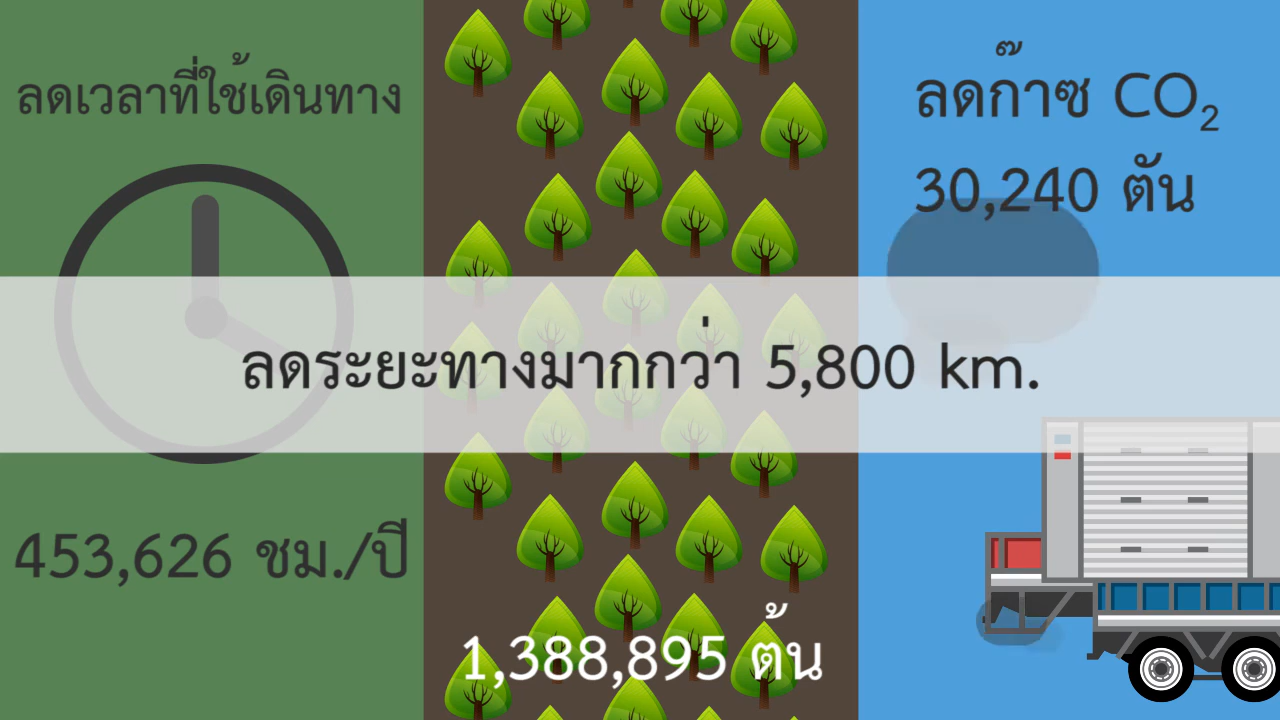 ลดเวลาที่ใช้เดินทาง
453,626 ชม./ปี
1,388,895 ต้น
ลดก๊าซ CO₂
30,240 ตัน
ลดระยะทางมากกว่า 5,800 km.